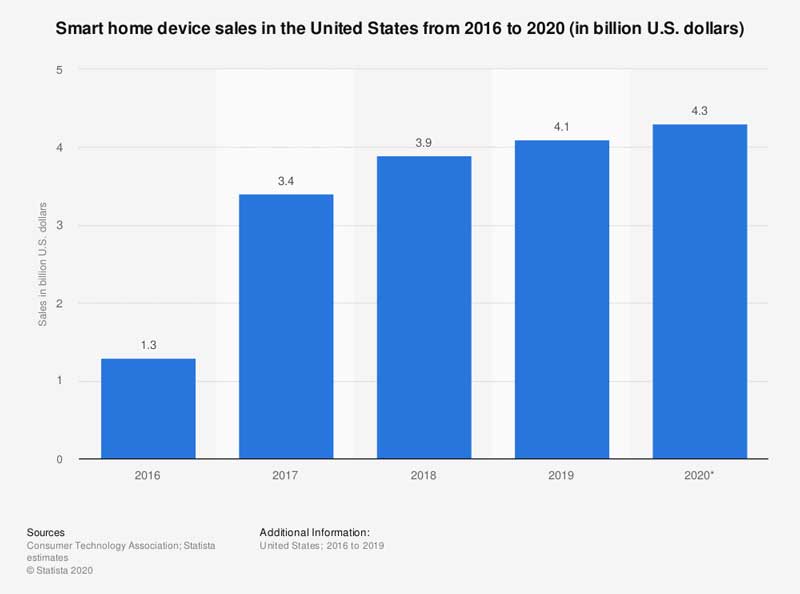 Smart home device sales in the United States from 2016 to 2020 (in billion U.S. dollars)
Sales in billion U.S. dollars
5
4
3
2
1
0
1.3
3.4
3.9
4.1
4.3
2016
2017
2018
2019
2020*
Sources
Consumer Technology Association; Statista
estimates
© Statista 2020
Additional Information:
United States; 2016 to 2019